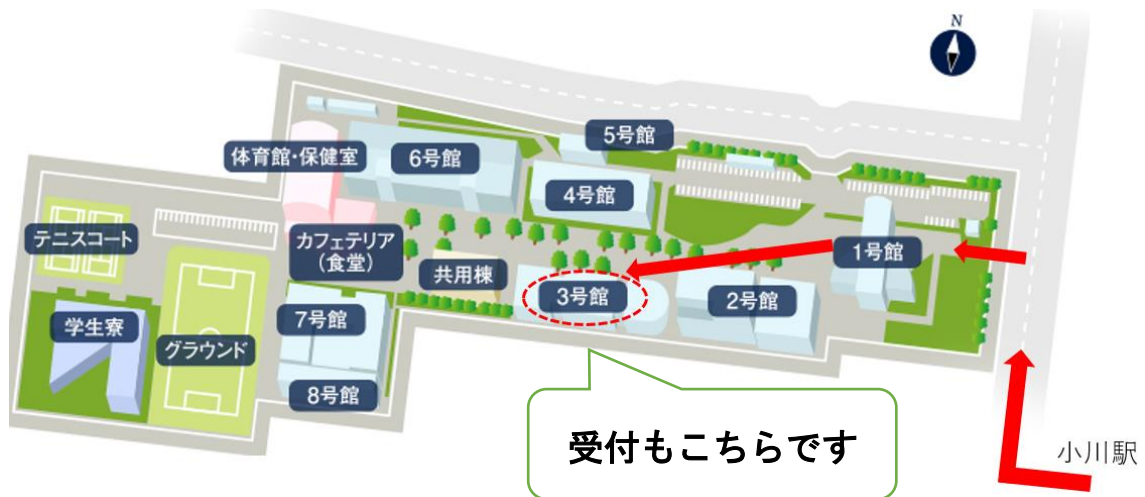 N
5号館
体育館・保健室
6号館
4号館
テニスコート
カフェテリア
(食堂)
1号館
共用棟
3号館
2号館
学生寮
グラウンド
7号館
8号館
受付もこちらです
小川駅